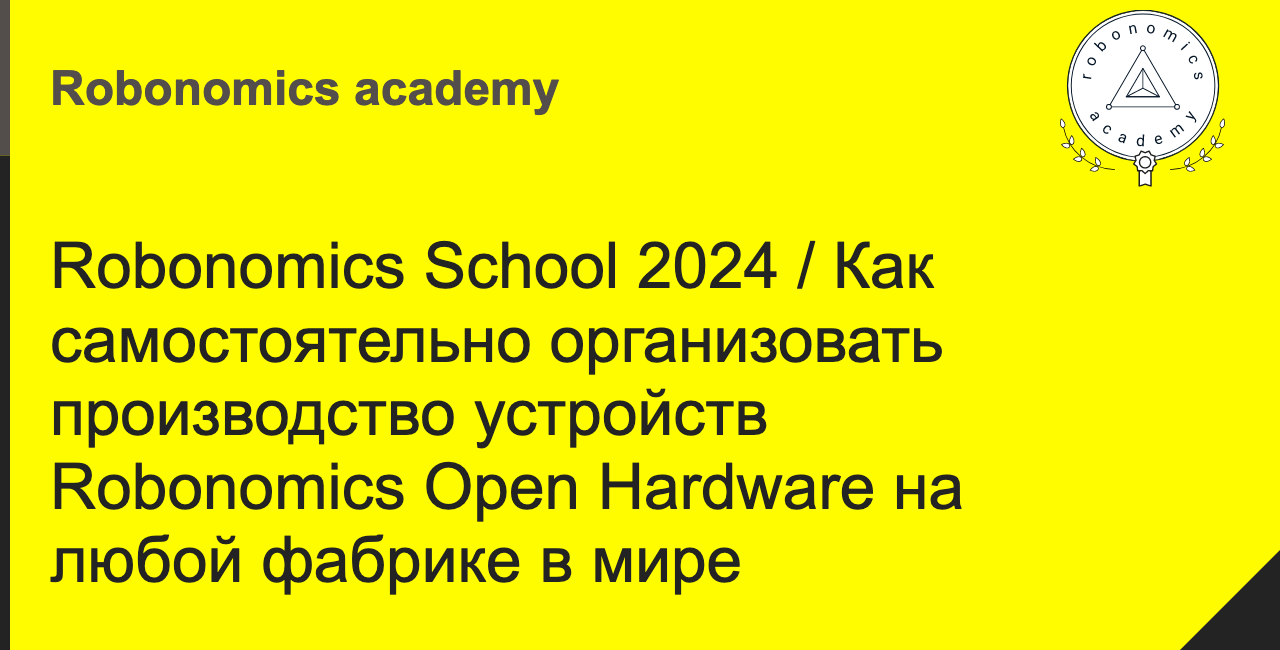 Robonomics academy
robonomics
academy
Robonomics School 2024 / Как
самостоятельно организовать
производство устройств
Robonomics Open Hardware на
любой фабрике в мире